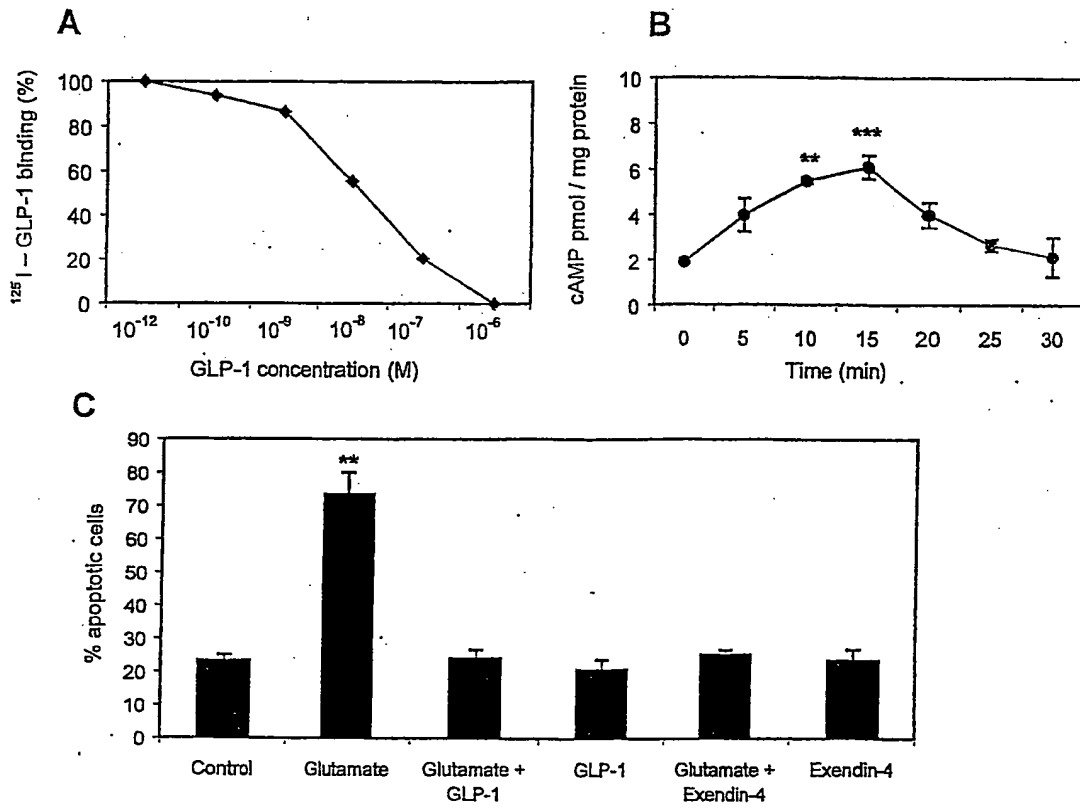 A
¹²⁵I – GLP-1 binding (%)
100
80
60
40
20
0
10⁻¹² 10⁻¹⁰ 10⁻⁹ 10⁻⁸ 10⁻⁷ 10⁻⁶
GLP-1 concentration (M)
B
cAMP pmol / mg protein
10
8
6
4
2
0
** ***
0 5 10 15 20 25 30
Time (min)
C
% apoptotic cells
90
80
70
60
50
40
30
20
10
0
**
Control Glutamate Glutamate + GLP-1 Glutamate + Exendin-4
GLP-1 Exendin-4